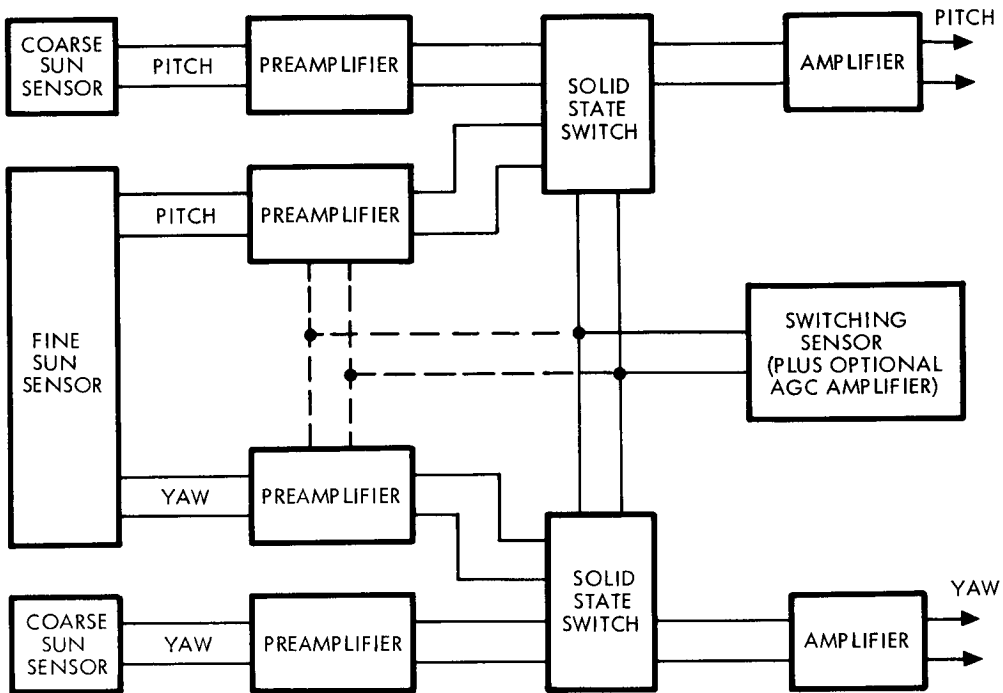 COARSE
SUN
SENSOR
PITCH
PREAMPLIFIER
SOLID
STATE
SWITCH
AMPLIFIER
PITCH
FINE
SUN
SENSOR
PITCH
PREAMPLIFIER
SWITCHING
SENSOR
(PLUS OPTIONAL
AGC AMPLIFIER)
YAW
PREAMPLIFIER
SOLID
STATE
SWITCH
COARSE
SUN
SENSOR
YAW
PREAMPLIFIER
AMPLIFIER
YAW